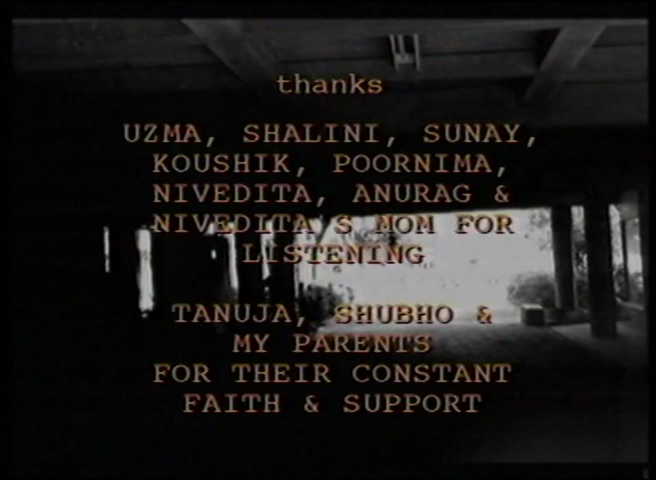 thanks
UZMA, SHALINI, SUNAY,
KOUSHIK, POORNIMA,
NIVEDITA, ANURAG &
NIVEDITA'S MOM FOR
LISTENING
TANUJA, SHUBHO &
MY PARENTS
FOR THEIR CONSTANT
FAITH & SUPPORT